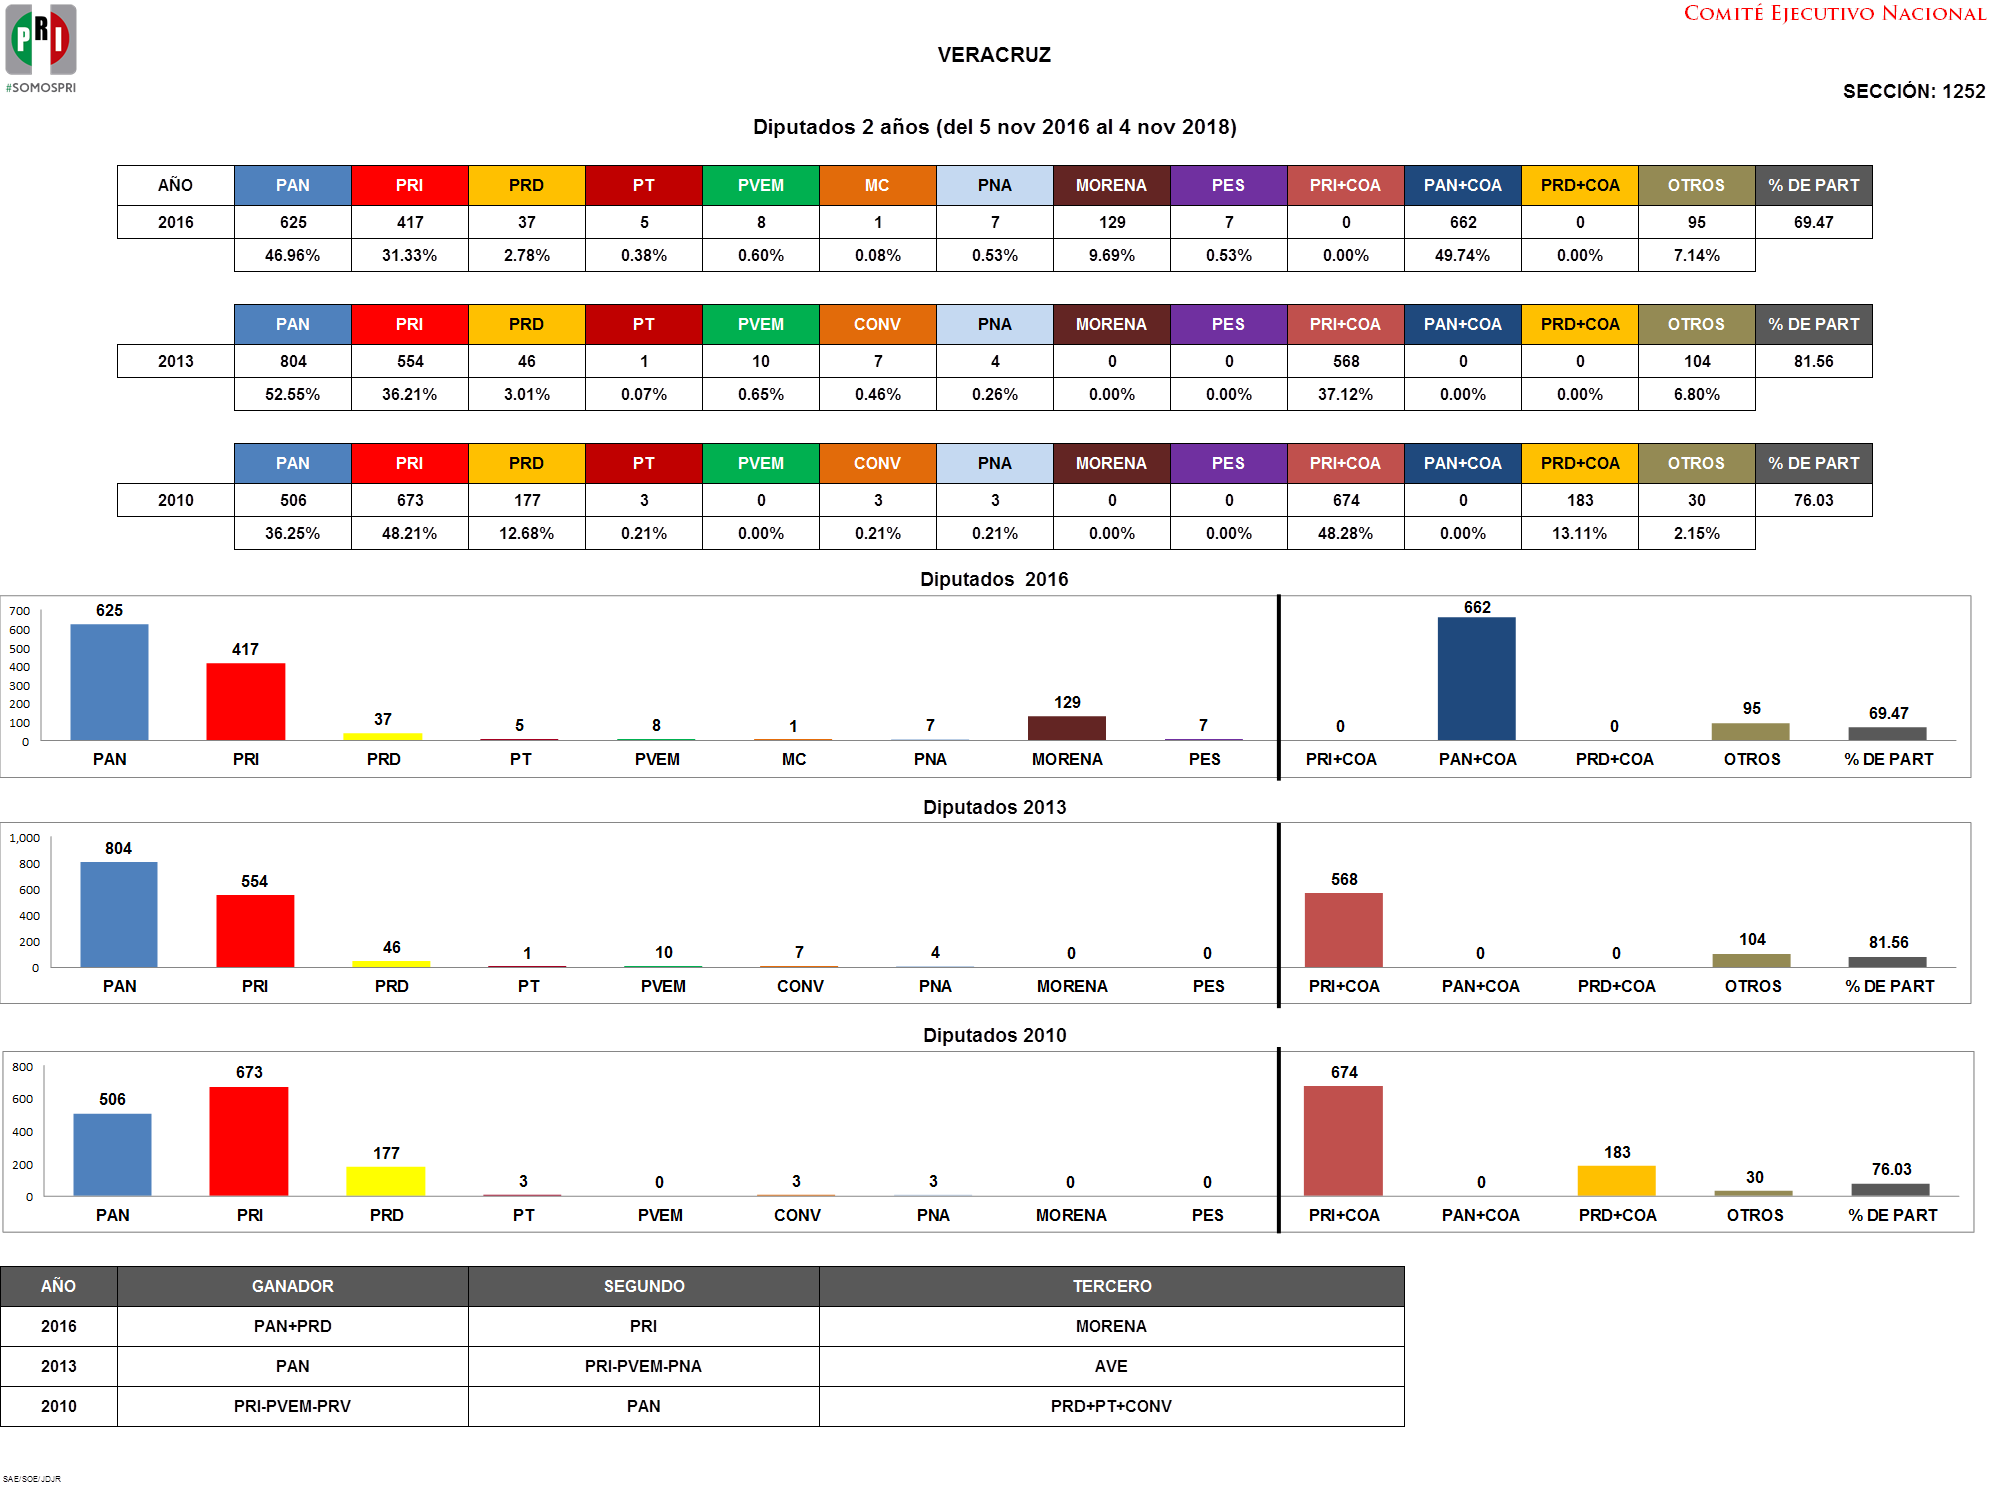 PRI
#SOMOSPRI
COMITÉ EJECUTIVO NACIONAL
VERACRUZ
SECCIÓN: 1252
Diputados 2 años (del 5 nov 2016 al 4 nov 2018)
AÑO PAN PRI PRD PT PVEM MC PNA MORENA PES PRI+COA PAN+COA PRD+COA OTROS % DE PART
2016 625 417 37 5 8 1 7 129 7 0 662 0 95 69.47
46.96% 31.33% 2.78% 0.38% 0.60% 0.08% 0.53% 9.69% 0.53% 0.00% 49.74% 0.00% 7.14%
PAN PRI PRD PT PVEM CONV PNA MORENA PES PRI+COA PAN+COA PRD+COA OTROS % DE PART
2013 804 554 46 1 10 7 4 0 0 568 0 0 104 81.56
52.55% 36.21% 3.01% 0.07% 0.65% 0.46% 0.26% 0.00% 0.00% 37.12% 0.00% 0.00% 6.80%
PAN PRI PRD PT PVEM CONV PNA MORENA PES PRI+COA PAN+COA PRD+COA OTROS % DE PART
2010 506 673 177 3 0 3 3 0 0 674 0 183 30 76.03
36.25% 48.21% 12.68% 0.21% 0.00% 0.21% 0.21% 0.00% 0.00% 48.28% 0.00% 13.11% 2.15%
Diputados 2016
700
600
500
400
300
200
100
0
625 417 37 5 8 1 7 129 7 0 662 0 95 69.47
PAN PRI PRD PT PVEM MC PNA MORENA PES PRI+COA PAN+COA PRD+COA OTROS % DE PART
Diputados 2013
1,000
800
600
400
200
0
804 554 46 1 10 7 4 0 0 568 0 0 104 81.56
PAN PRI PRD PT PVEM CONV PNA MORENA PES PRI+COA PAN+COA PRD+COA OTROS % DE PART
Diputados 2010
800
600
400
200
0
506 673 177 3 0 3 3 0 0 674 0 183 30 76.03
PAN PRI PRD PT PVEM CONV PNA MORENA PES PRI+COA PAN+COA PRD+COA OTROS % DE PART
AÑO GANADOR SEGUNDO TERCERO
2016 PAN+PRD PRI MORENA
2013 PAN PRI-PVEM-PNA AVE
2010 PRI-PVEM-PRV PAN PRD+PT+CONV
SAE/SOE/JDJR